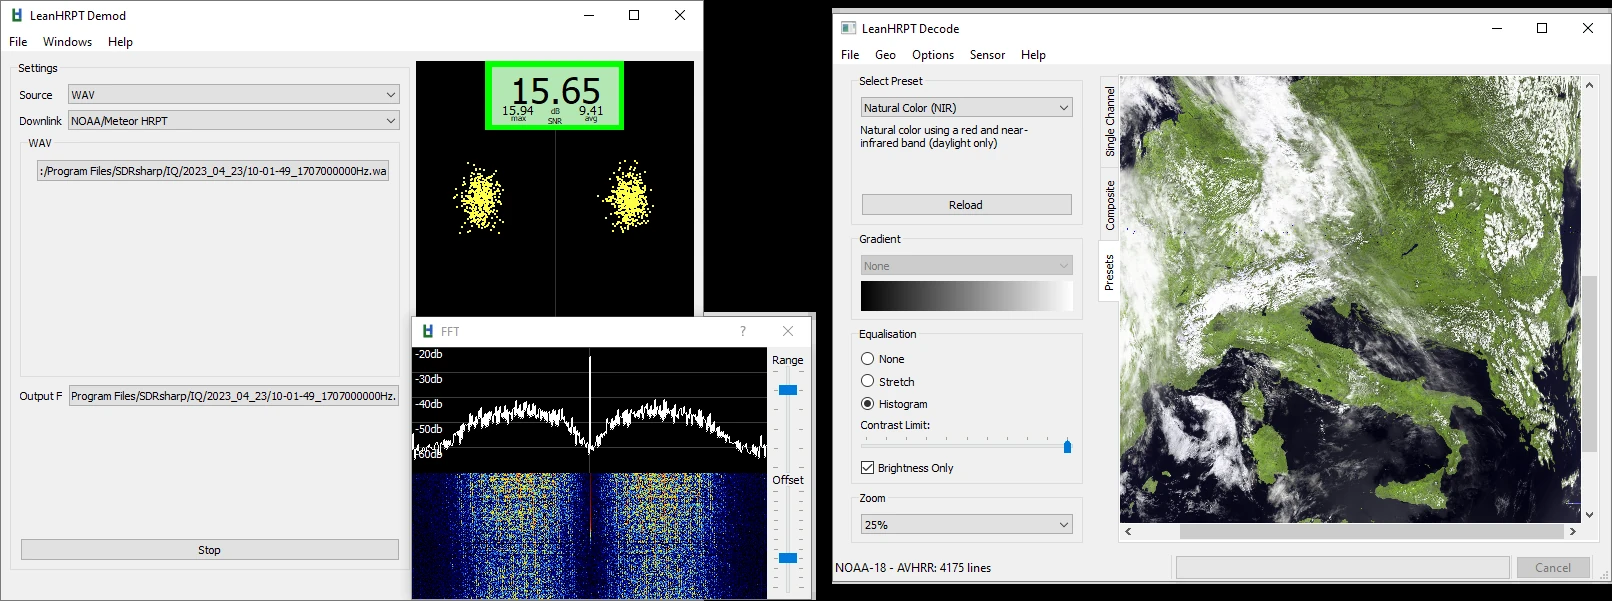 LeanHRPT Demod
File Windows Help
Settings
Source WAV
Downlink NOAA/Meteor HRPT
WAV
:/Program Files/SDRsharp/IQ/2023_04_23/10-01-49_1707000000Hz.wa
Output F Program Files/SDRsharp/IQ/2023_04_23/10-01-49_1707000000Hz.
Stop
15.65
15.94 dB 9.41
max SNR avg
FFT ?
-20db
-30db
-40db
-50db
-60db
Range
Offset
LeanHRPT Decode
File Geo Options Sensor Help
Select Preset
Natural Color (NIR)
Natural color using a red and near-
infrared band (daylight only)
Reload
Gradient
None
Equalisation
None
Stretch
Histogram
Contrast Limit:
Brightness Only
Zoom
25%
Single Channel
Composite
Presets
NOAA-18 - AVHRR: 4175 lines
Cancel